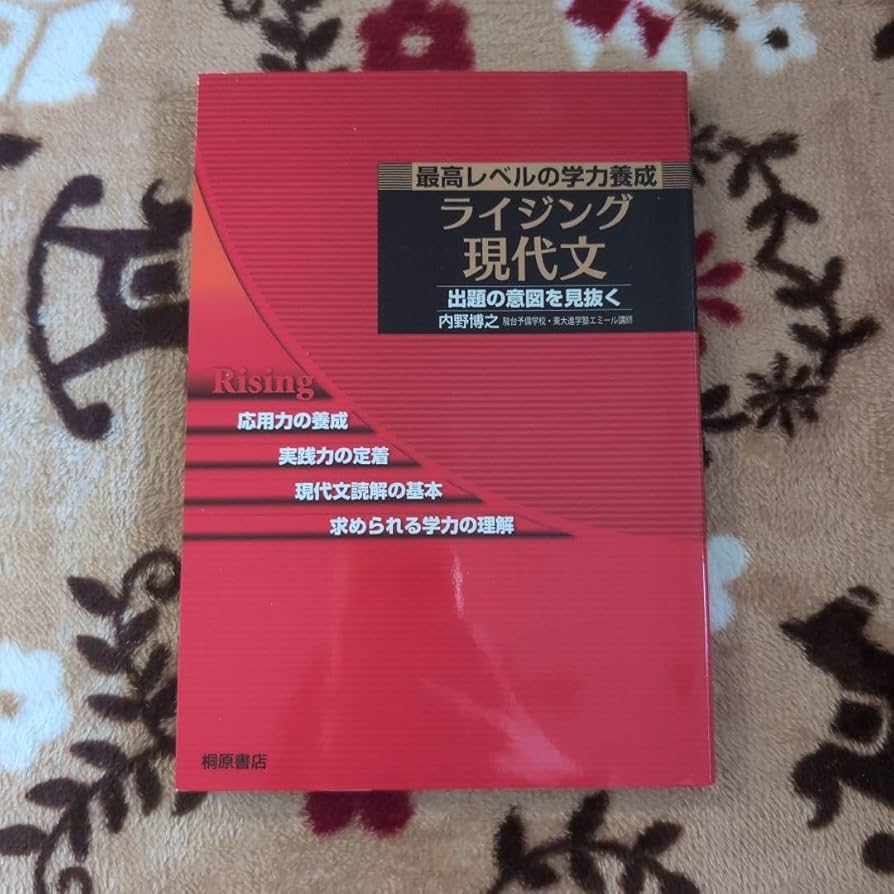 最高レベルの学力養成
ライジング
現代文
出題の意図を見抜く
内野博之 駿台予備学校・東大進学塾エミール講師
Rising
応用力の養成
実践力の定着
現代文読解の基本
求められる学力の理解
桐原書店